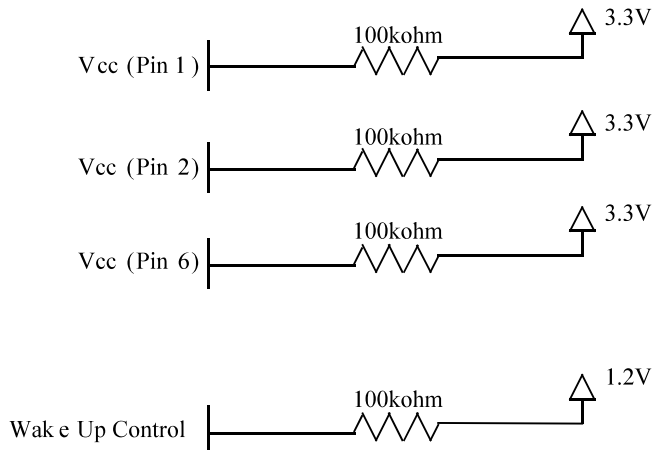 3.3V
100kohm
Vcc (Pin 1)
3.3V
100kohm
Vcc (Pin 2)
3.3V
100kohm
Vcc (Pin 6)
1.2V
100kohm
Wake Up Control